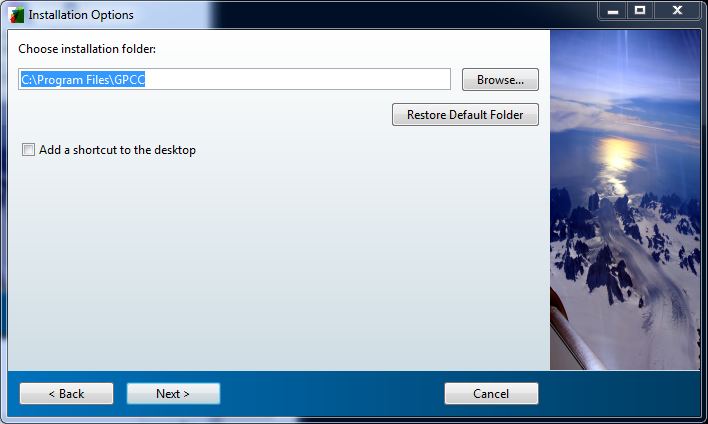 Installation Options
Choose installation folder:
C:\Program Files\GPCC
Browse...
Restore Default Folder
Add a shortcut to the desktop
< Back
Next >
Cancel